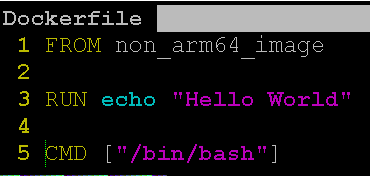 Dockerfile
1 FROM non_arm64_image
2
3 RUN echo "Hello World"
4
5 CMD ["/bin/bash"]